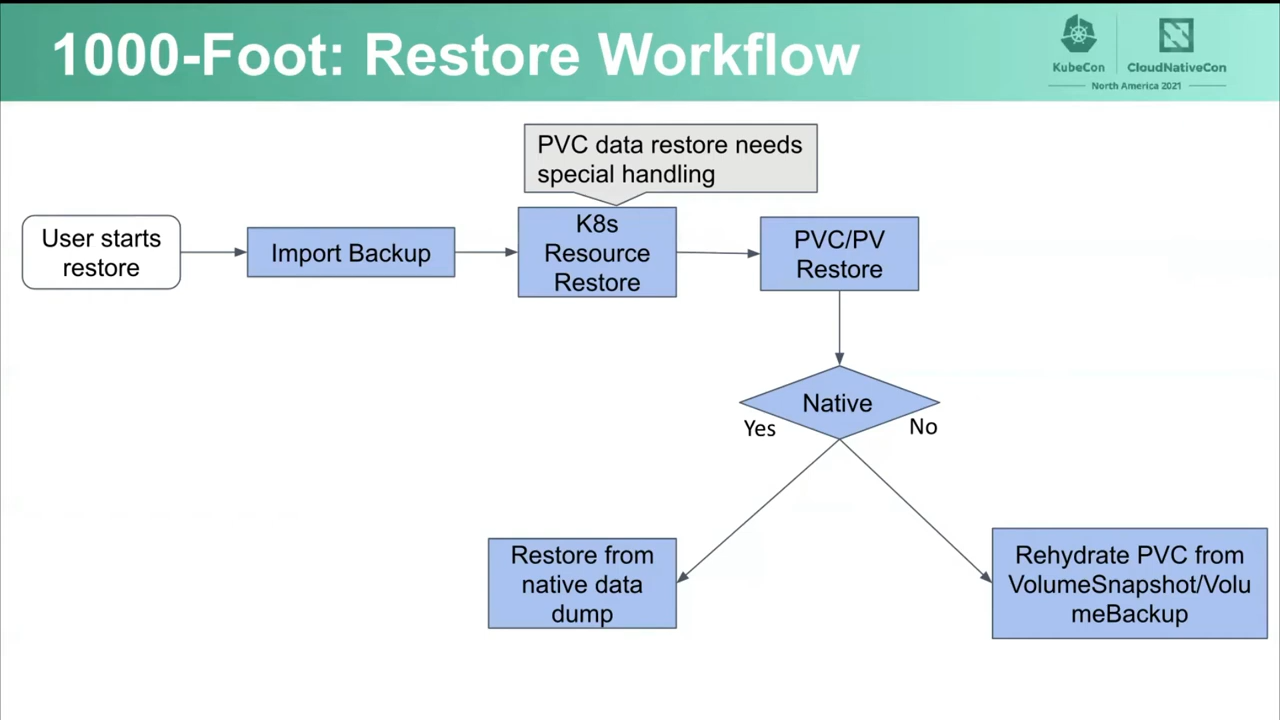 1000-Foot: Restore Workflow
KubeCon
CloudNativeCon
North America 2021
PVC data restore needs
special handling
User starts
restore
Import Backup
K8s
Resource
Restore
PVC/PV
Restore
Native
Yes
No
Restore from
native data
dump
Rehydrate PVC from
VolumeSnapshot/Volu
meBackup